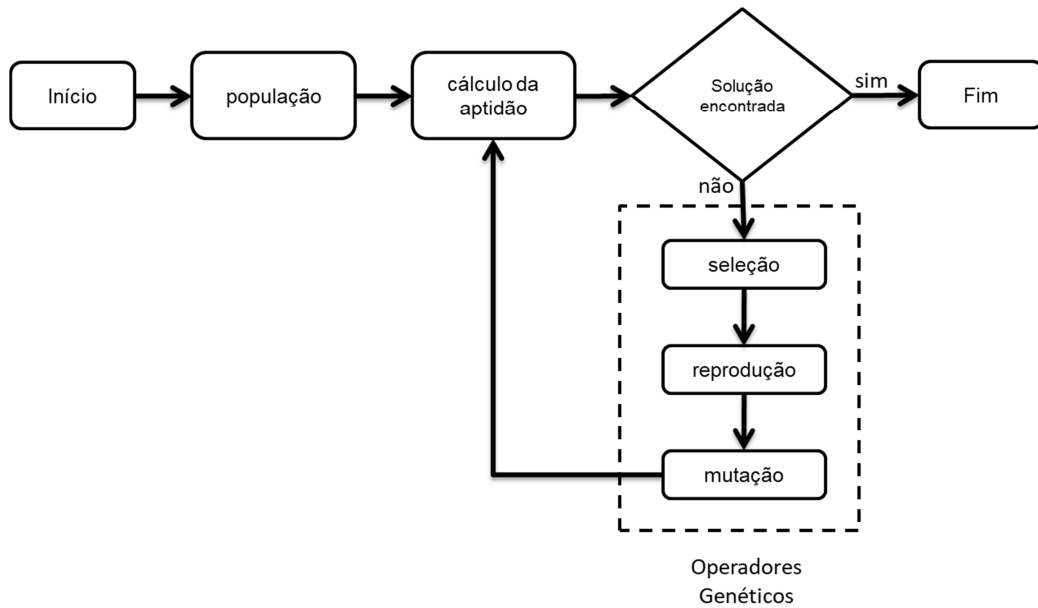 Início
população
cálculo da
aptidão
Solução
encontrada
sim
Fim
não
seleção
reprodução
mutação
Operadores
Genéticos